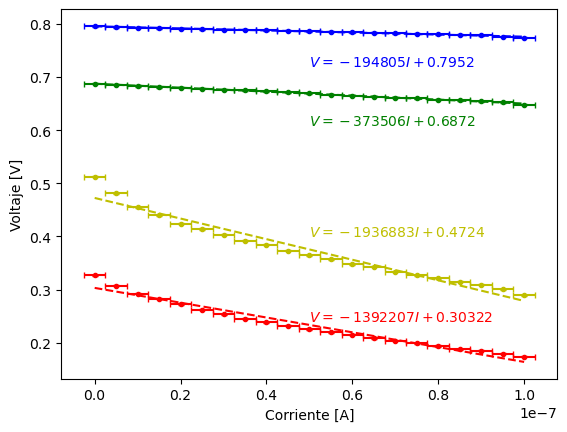 0.8
0.7
0.6
0.5
0.4
0.3
0.2
Voltaje [V]
V = −194805I + 0.7952
V = −373506I + 0.6872
V = −1936883I + 0.4724
V = −1392207I + 0.30322
0.0 0.2 0.4 0.6 0.8 1.0
1e−7
Corriente [A]